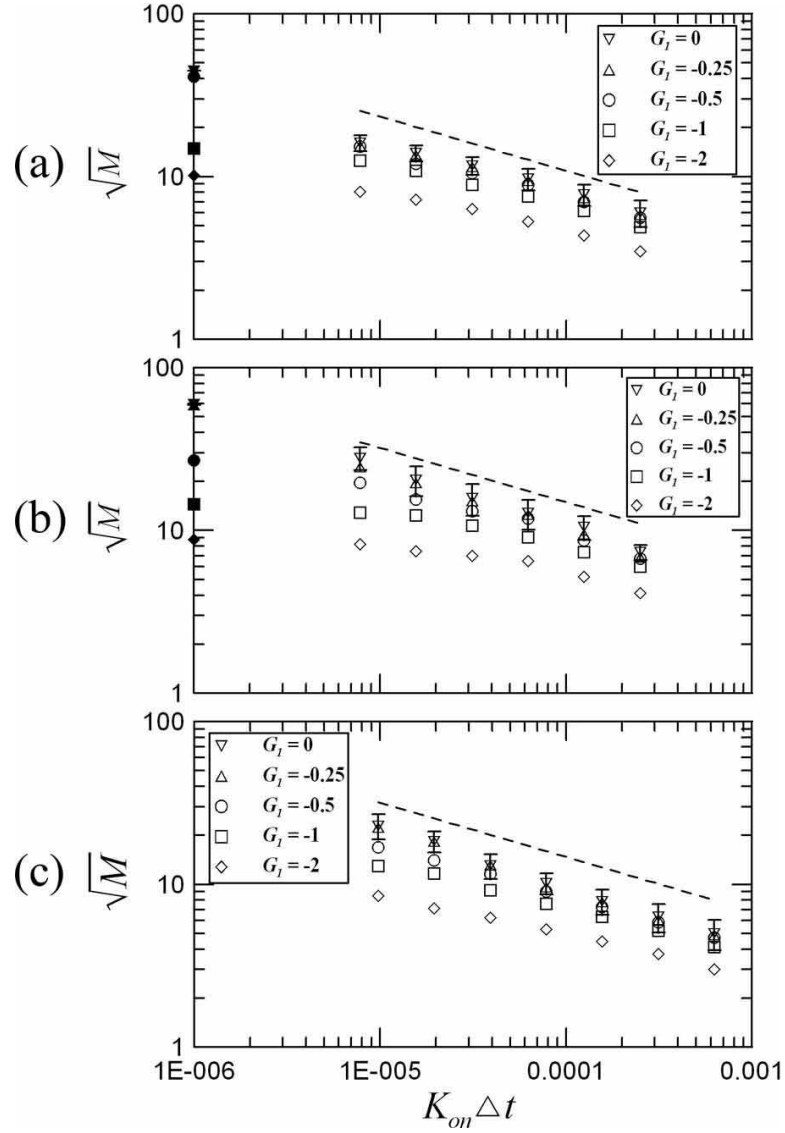 100
10
1
(a)
√M
G₁ = 0
G₁ = -0.25
G₁ = -0.5
G₁ = -1
G₁ = -2
100
10
1
(b)
√M
G₁ = 0
G₁ = -0.25
G₁ = -0.5
G₁ = -1
G₁ = -2
100
10
1
(c)
√M
G₁ = 0
G₁ = -0.25
G₁ = -0.5
G₁ = -1
G₁ = -2
1E-006 1E-005 0.0001 0.001
K_on △ t